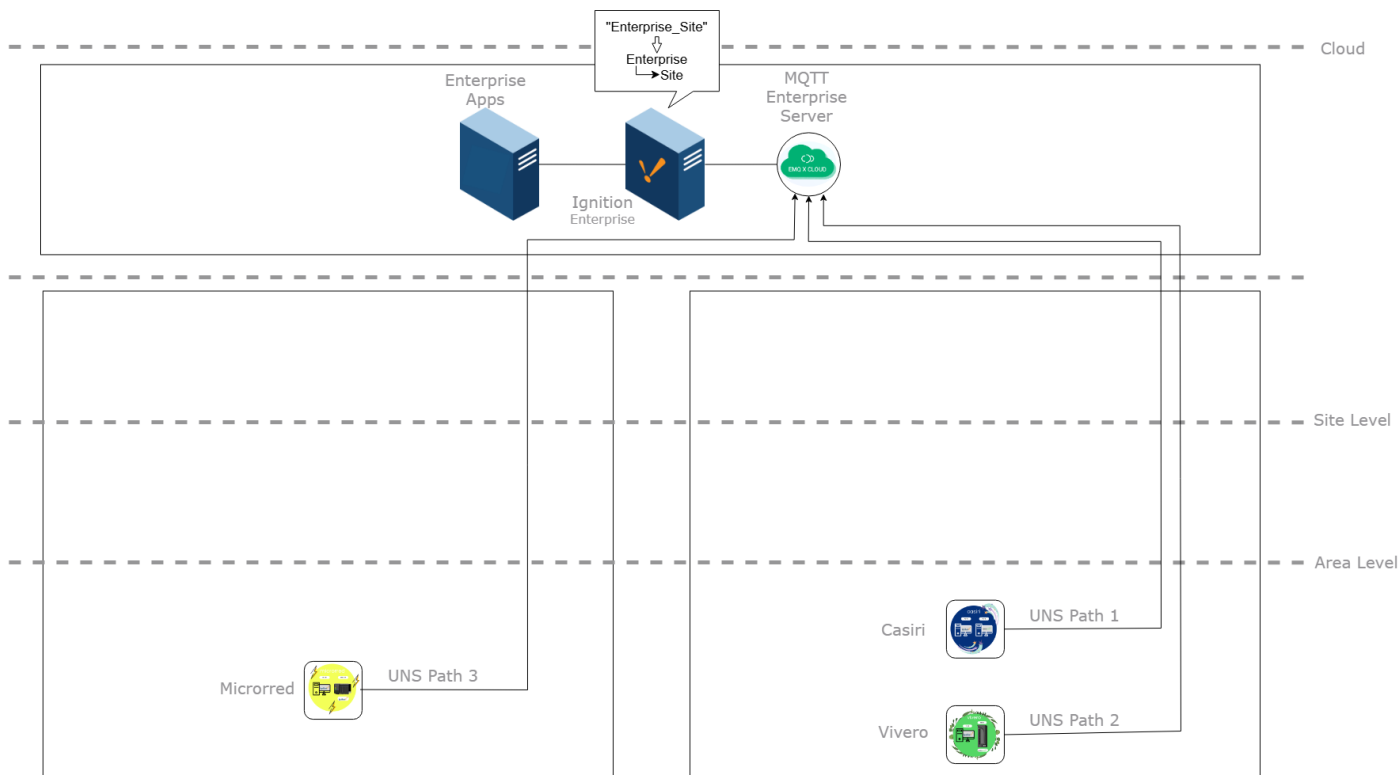 "Enterprise_Site"
Enterprise
Site
Cloud
Enterprise
Apps
MQTT
Enterprise
Server
EMQ X CLOUD
Ignition
Enterprise
Site Level
Area Level
Casiri
UNS Path 1
Microrred
UNS Path 3
Vivero
UNS Path 2